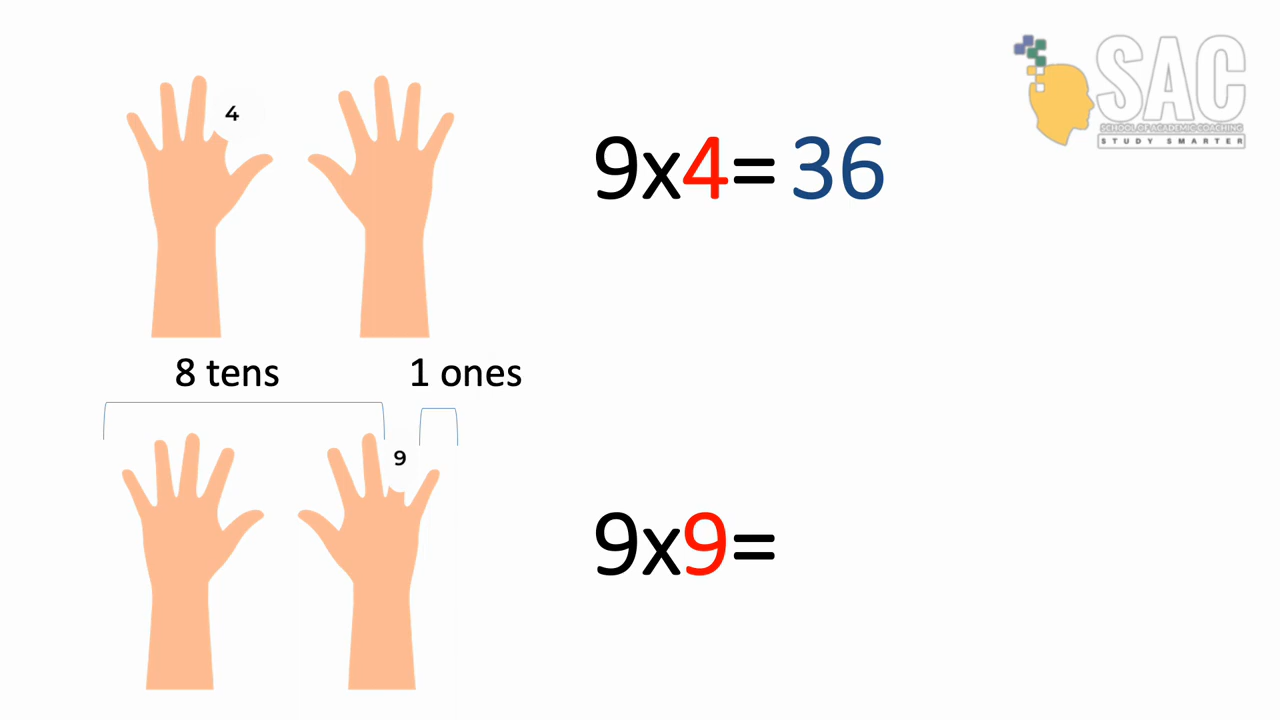 4
9x4= 36
SAC
SCHOOL OF ACADEMIC COACHING
STUDY SMARTER
8 tens
1 ones
9
9x9=